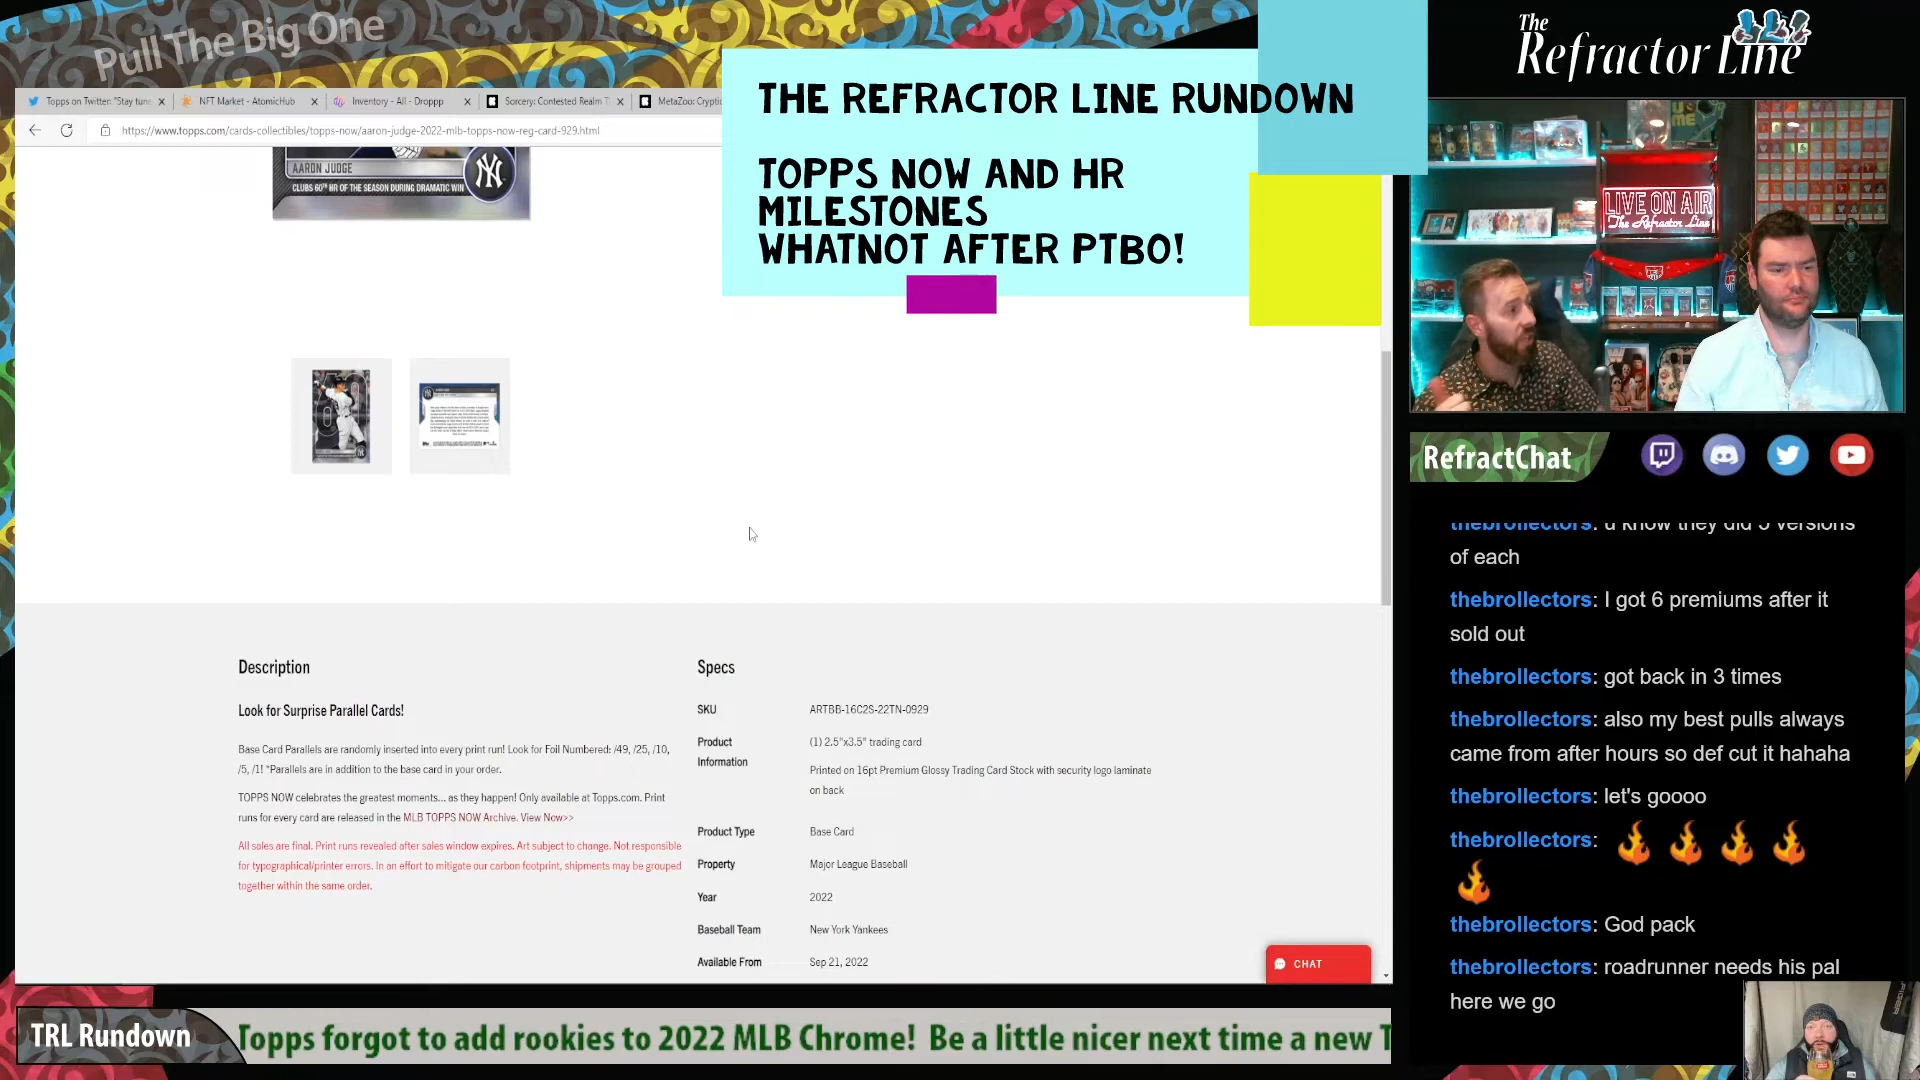 Pull The Big One
Topps on Twitter: "Stay tune
NFT Market - AtomicHub
Inventory - All - Droppp
Sorcery: Contested Realm T
MetaZoo: Cryptid
https://www.topps.com/cards-collectibles/topps-now/aaron-judge-2022-mlb-topps-now-reg-card-929.html
THE REFRACTOR LINE RUNDOWN
TOPPS NOW AND HR
MILESTONES
WHATNOT AFTER PTBO!
The
Refractor Line
LIVE ON AIR
The Refractor Line
AARON JUDGE
CLUBS 60TH HR OF THE SEASON DURING DRAMATIC WIN
Description
Look for Surprise Parallel Cards!
Base Card Parallels are randomly inserted into every print run! Look for Foil Numbered: /49, /25, /10,
/5, /1! *Parallels are in addition to the base card in your order.
TOPPS NOW celebrates the greatest moments... as they happen! Only available at Topps.com. Print
runs for every card are released in the MLB TOPPS NOW Archive. View Now>>
All sales are final. Print runs revealed after sales window expires. Art subject to change. Not responsible
for typographical/printer errors. In an effort to mitigate our carbon footprint, shipments may be grouped
together within the same order.
Specs
SKU ARTBB-16C2S-22TN-0929
Product Information (1) 2.5"x3.5" trading card
Printed on 16pt Premium Glossy Trading Card Stock with security logo laminate
on back
Product Type Base Card
Property Major League Baseball
Year 2022
Baseball Team New York Yankees
Available From Sep 21, 2022
CHAT
RefractChat
thebrollectors: u know they did 5 versions
of each
thebrollectors: I got 6 premiums after it
sold out
thebrollectors: got back in 3 times
thebrollectors: also my best pulls always
came from after hours so def cut it hahaha
thebrollectors: let's goooo
thebrollectors:
thebrollectors: God pack
thebrollectors: roadrunner needs his pal
here we go
TRL Rundown
Topps forgot to add rookies to 2022 MLB Chrome! Be a little nicer next time a new T